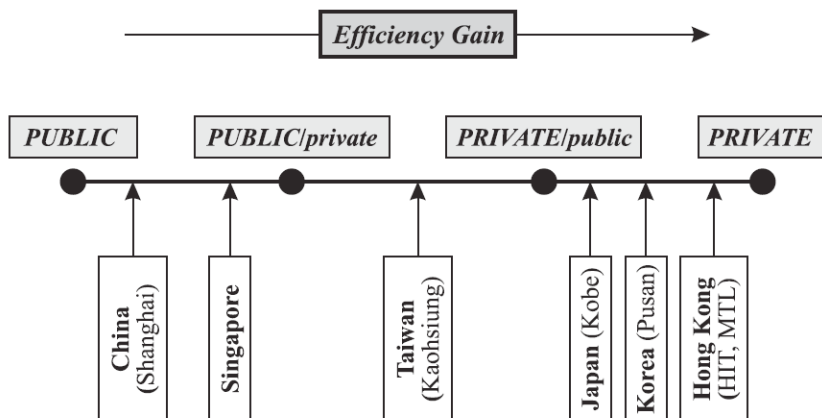 Efficiency Gain
PUBLIC
PUBLIC/private
PRIVATE/public
PRIVATE
China
(Shanghai)
Singapore
Taiwan
(Kaohsiung)
Japan (Kobe)
Korea (Pusan)
Hong Kong
(HIT, MTL)